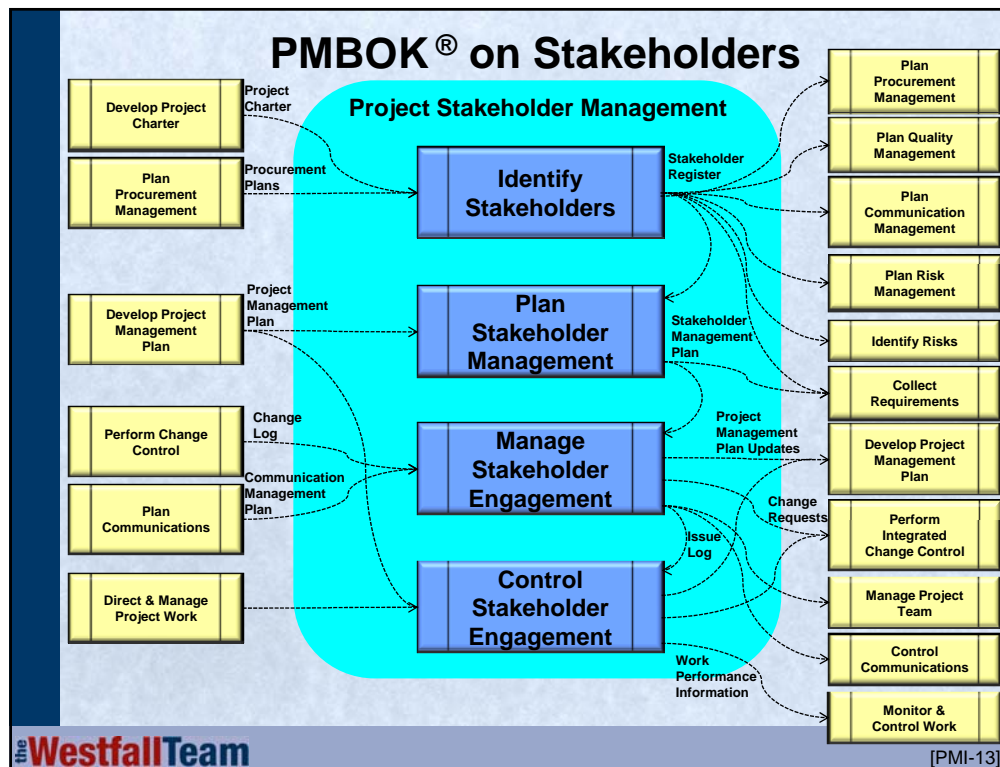 PMBOK ® on Stakeholders
Project Stakeholder Management
Develop Project
Charter
Project
Charter
Plan
Procurement
Management
Procurement
Plans
Identify
Stakeholders
Stakeholder
Register
Develop Project
Management
Plan
Project
Management
Plan
Plan
Stakeholder
Management
Stakeholder
Management
Plan
Perform Change
Control
Change
Log
Plan
Communications
Communication
Management
Plan
Manage
Stakeholder
Engagement
Project
Management
Plan Updates
Change
Requests
Issue
Log
Direct & Manage
Project Work
Control
Stakeholder
Engagement
Work
Performance
Information
Plan
Procurement
Management
Plan Quality
Management
Plan
Communication
Management
Plan Risk
Management
Identify Risks
Collect
Requirements
Develop Project
Management
Plan
Perform
Integrated
Change Control
Manage Project
Team
Control
Communications
Monitor &
Control Work
the WestfallTeam
[PMI-13]